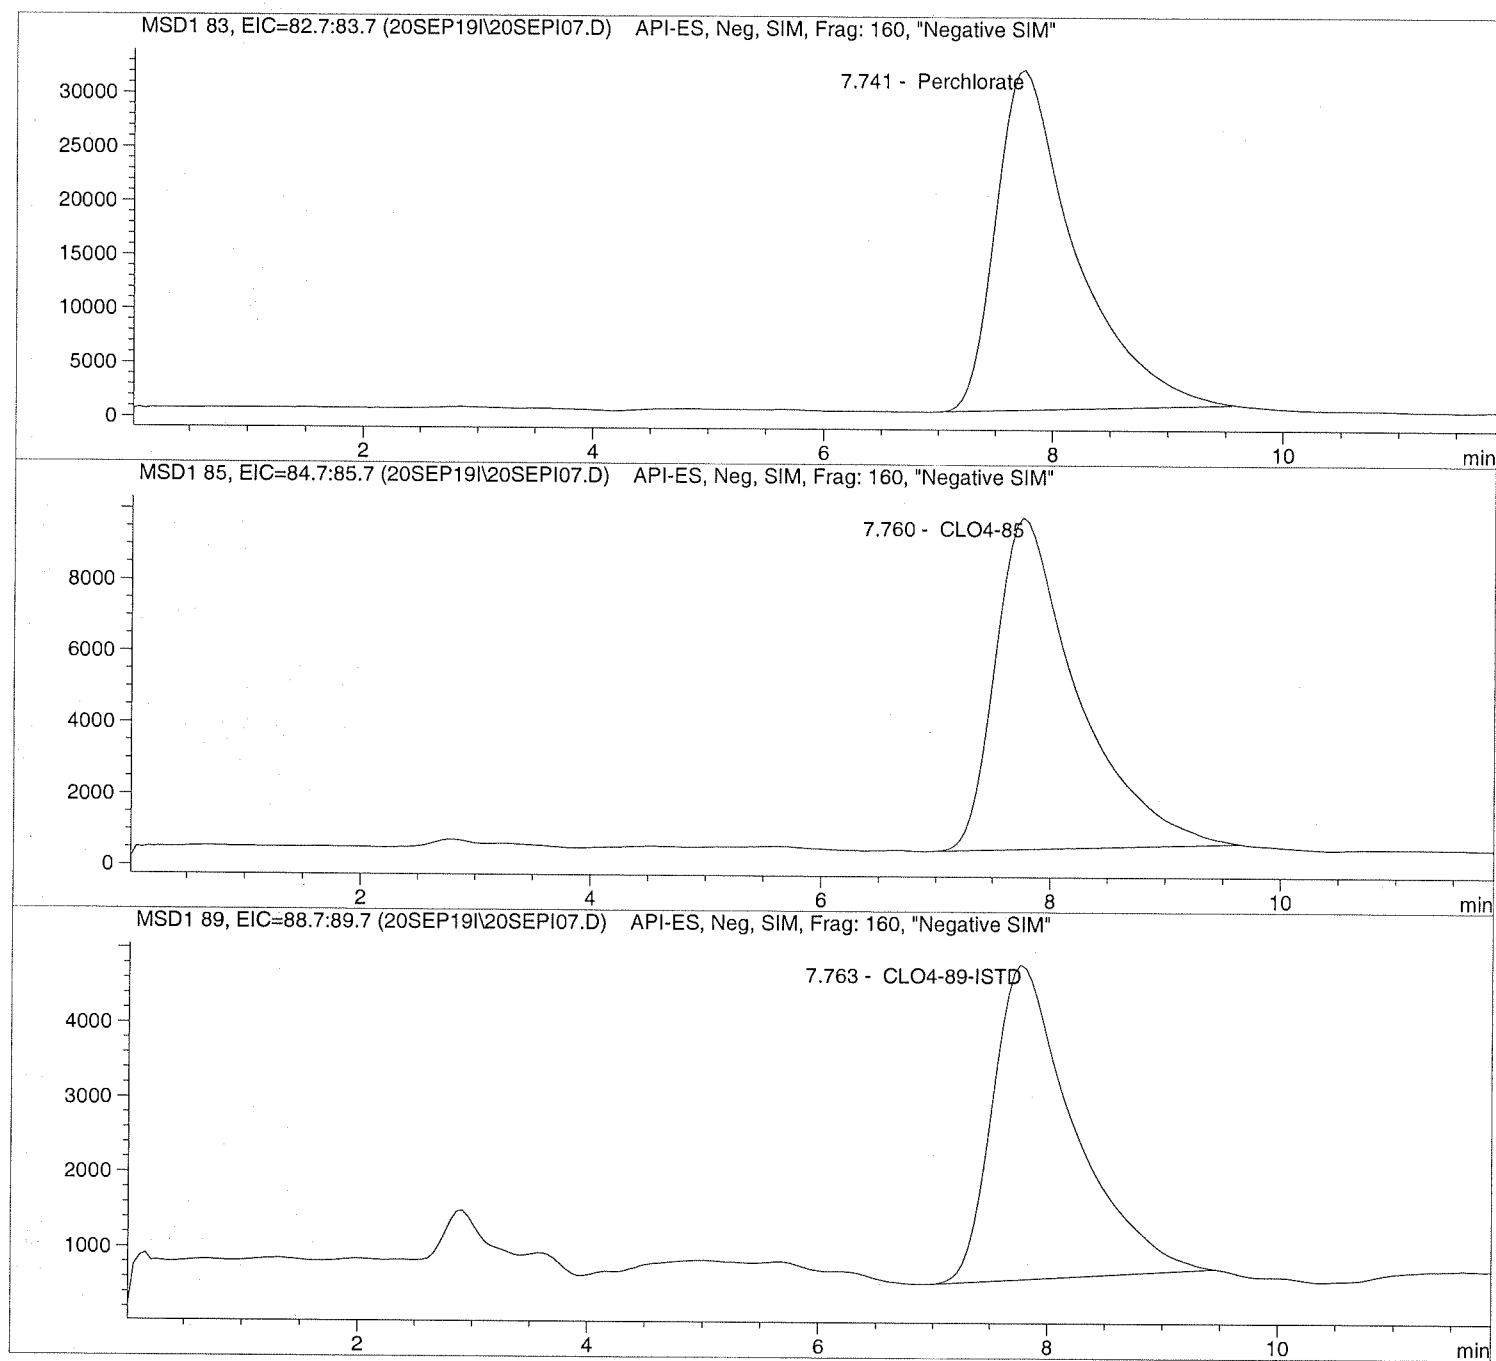 MSD1 83, EIC=82.7:83.7 (20SEP19I\20SEPI07.D) API-ES, Neg, SIM, Frag: 160, "Negative SIM"
7.741 - Perchlorate
30000
25000
20000
15000
10000
5000
0
2 4 6 8 10 min
MSD1 85, EIC=84.7:85.7 (20SEP19I\20SEPI07.D) API-ES, Neg, SIM, Frag: 160, "Negative SIM"
7.760 - CLO4-85
8000
6000
4000
2000
0
2 4 6 8 10 min
MSD1 89, EIC=88.7:89.7 (20SEP19I\20SEPI07.D) API-ES, Neg, SIM, Frag: 160, "Negative SIM"
7.763 - CLO4-89-ISTD
4000
3000
2000
1000
2 4 6 8 10 min